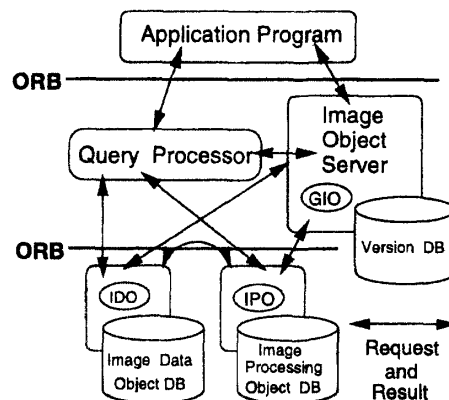 Application Program
ORB
Image
Object
Server
Query Processor
GIO
Version DB
ORB
IDO
IPO
Image Data
Object DB
Image
Processing
Object DB
Request
and
Result